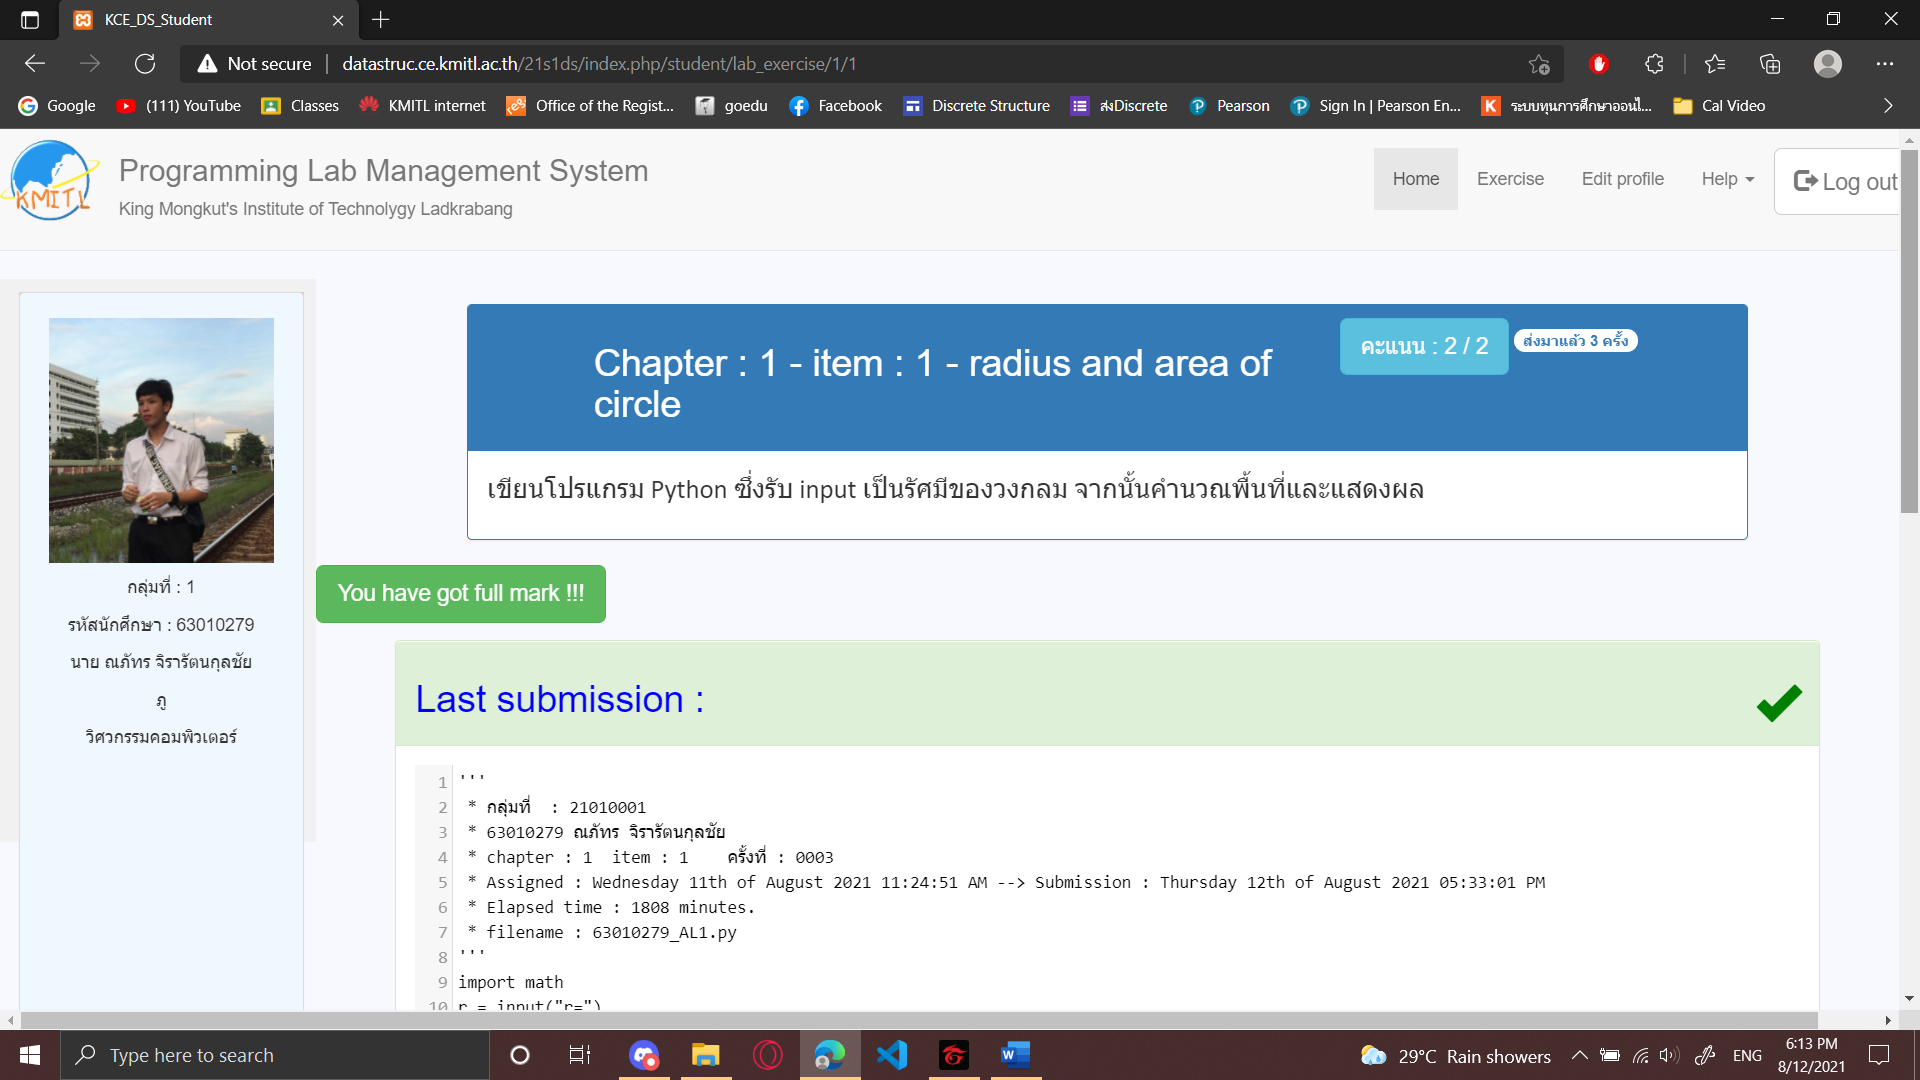 KCE_DS_Student
Not secure
datastruc.ce.kmitl.ac.th/21s1ds/index.php/student/lab_exercise/1/1
Google
(111) YouTube
Classes
KMITL internet
Office of the Regist...
goedu
Facebook
Discrete Structure
ส่งDiscrete
Pearson
Sign In | Pearson En...
ระบบทุนการศึกษาออนไ...
Cal Video
KMITL
Programming Lab Management System
King Mongkut's Institute of Technolygy Ladkrabang
Home
Exercise
Edit profile
Help
Log out
กลุ่มที่ : 1
รหัสนักศึกษา : 63010279
นาย ณภัทร จิรารัตนกุลชัย
ภู
วิศวกรรมคอมพิวเตอร์
Chapter : 1 - item : 1 - radius and area of
circle
คะแนน : 2 / 2
ส่งมาแล้ว 3 ครั้ง
เขียนโปรแกรม Python ซึ่งรับ input เป็นรัศมีของวงกลม จากนั้นคำนวณพื้นที่และแสดงผล
You have got full mark !!!
Last submission :
1 '''
2 * กลุ่มที่ : 21010001
3 * 63010279 ณภัทร จิรารัตนกุลชัย
4 * chapter : 1 item : 1 ครั้งที่ : 0003
5 * Assigned : Wednesday 11th of August 2021 11:24:51 AM --> Submission : Thursday 12th of August 2021 05:33:01 PM
6 * Elapsed time : 1808 minutes.
7 * filename : 63010279_AL1.py
8 '''
9 import math
10 r = input("r=")
Type here to search
29°C Rain showers
ENG
6:13 PM
8/12/2021